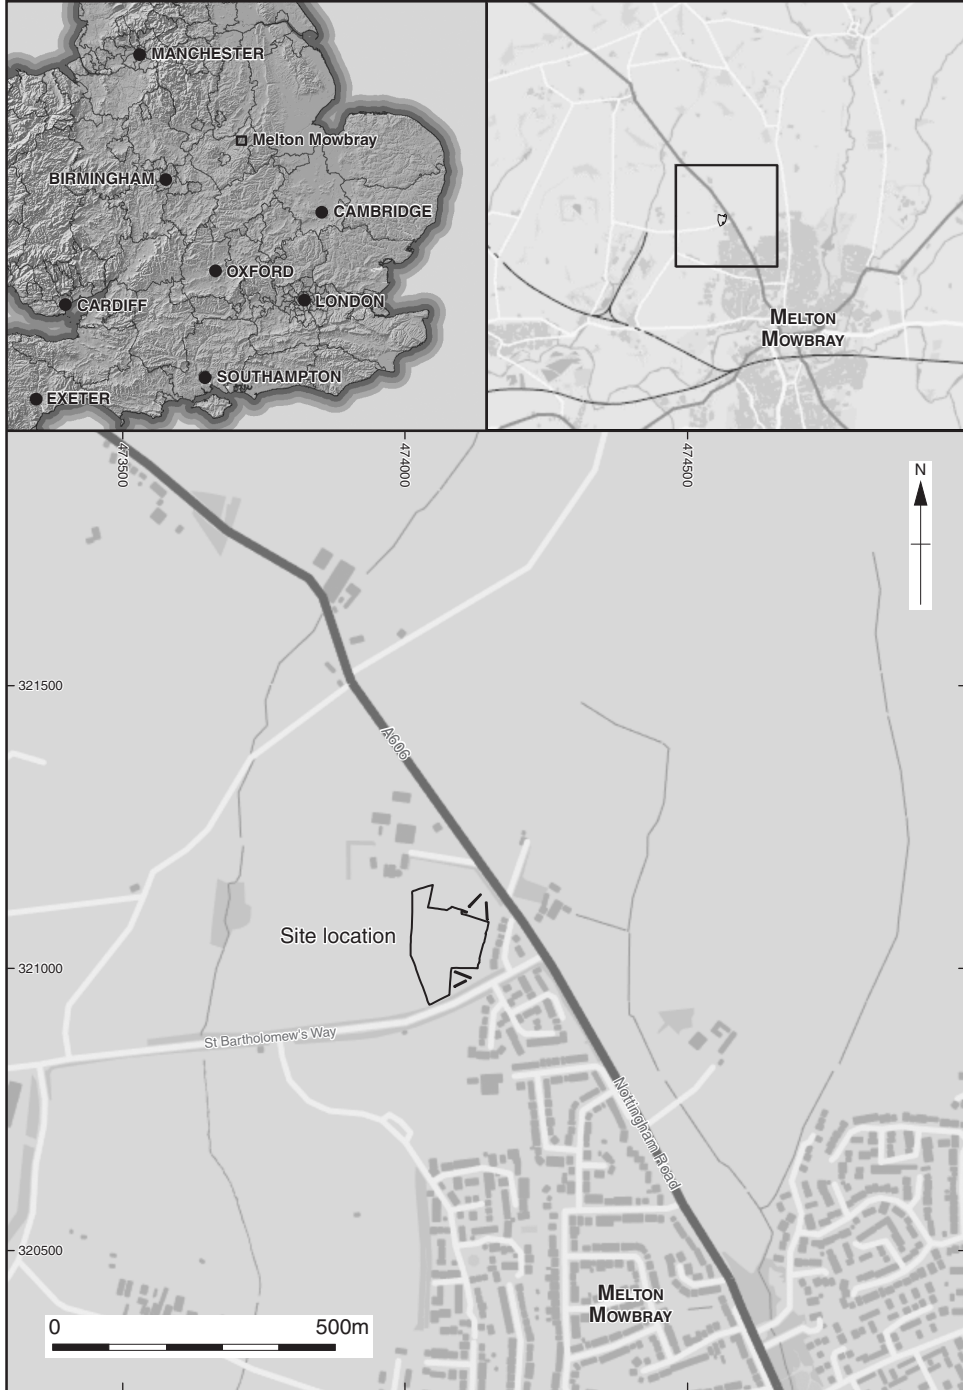 MANCHESTER
Melton Mowbray
BIRMINGHAM
CAMBRIDGE
OXFORD
CARDIFF
LONDON
SOUTHAMPTON
EXETER
MELTON
MOWBRAY
473500
474000
474500
N
321500
A606
Site location
321000
St Bartholomew's Way
Nottingham Road
320500
MELTON
MOWBRAY
0 500m